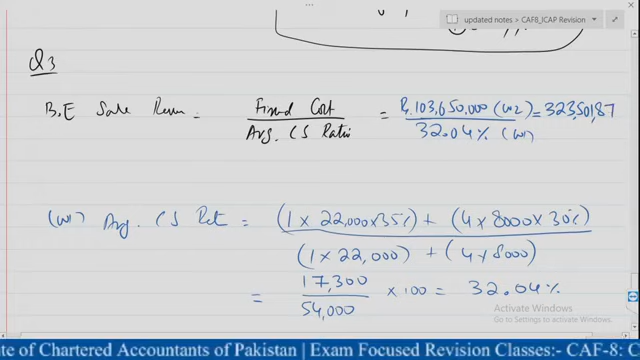 updated notes > CAF8_ICAP Revision
Q3
B.E Sale Reven = Fixed Cost / Avg. CS Ratio = R.103,650,000 (W2) / 32.04% (W1) = 32350187
(W1) Avg. CS Rat = (1 x 22,000 x 35%) + (4 x 8000 x 30%) / (1 x 22,000) + (4 x 8000)
= 17,300 / 54,000 x 100 = 32.04%
Activate Windows
Go to Settings to activate Windows.
te of Chartered Accountants of Pakistan | Exam Focused Revision Classes:- CAF-8: C